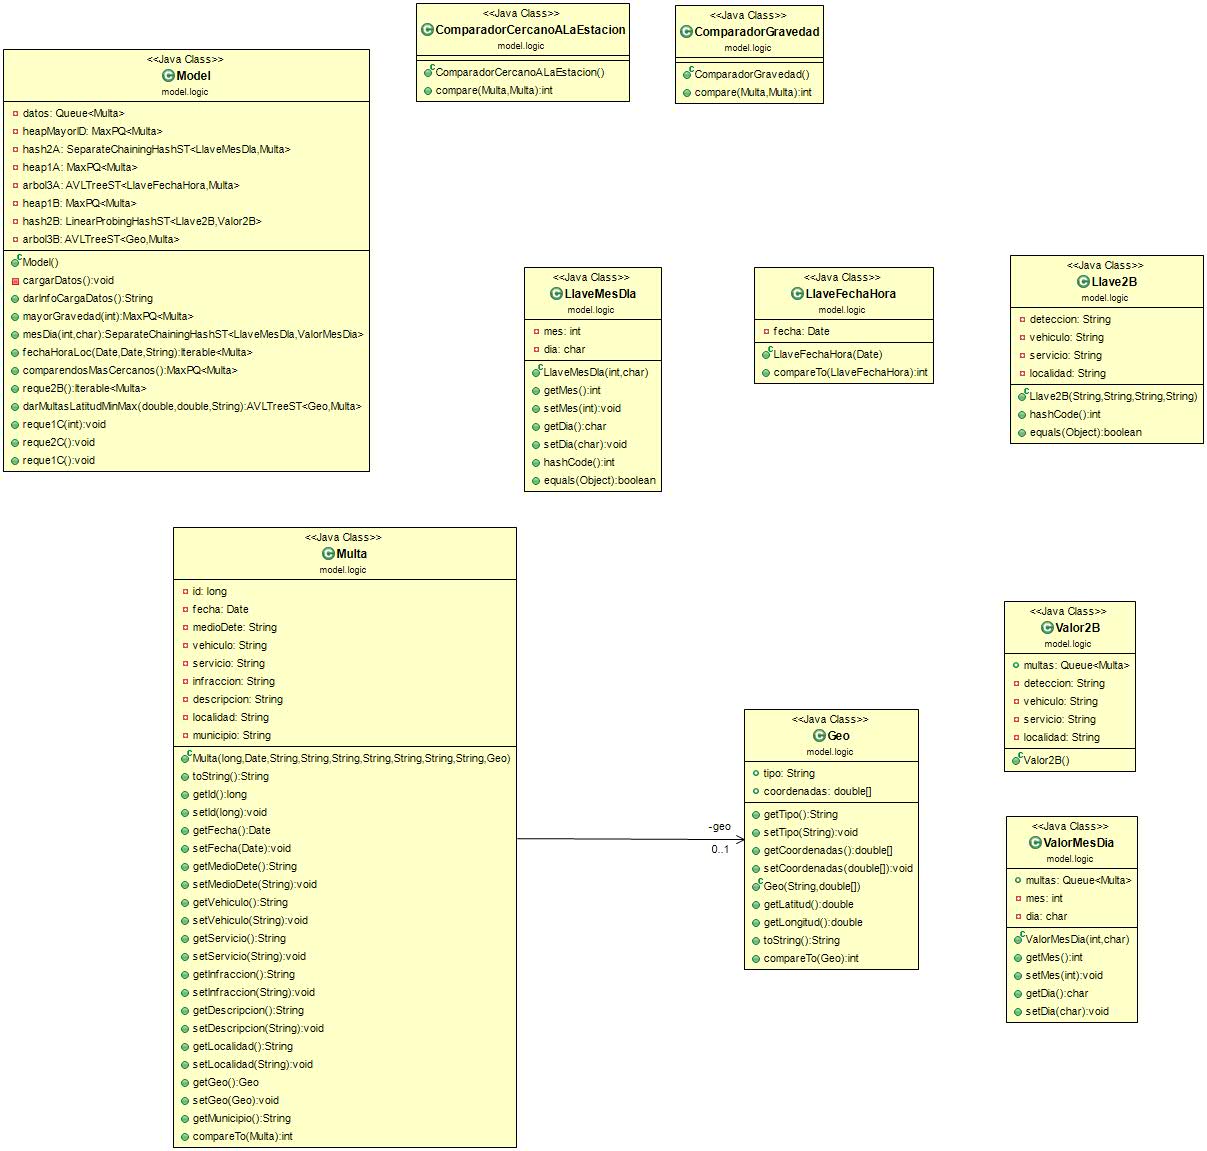 <<Java Class>>
ComparadorCercanoALaEstacion
model.logic
ComparadorCercanoALaEstacion()
compare(Multa,Multa):int
<<Java Class>>
ComparadorGravedad
model.logic
ComparadorGravedad()
compare(Multa,Multa):int
<<Java Class>>
Model
model.logic
datos: Queue<Multa>
heapMayorID: MaxPQ<Multa>
hash2A: SeparateChainingHashST<LlaveMesDIa,Multa>
heap1A: MaxPQ<Multa>
arbol3A: AVLTreeST<LlaveFechaHora,Multa>
heap1B: MaxPQ<Multa>
hash2B: LinearProbingHashST<Llave2B,Valor2B>
arbol3B: AVLTreeST<Geo,Multa>
Model()
cargarDatos():void
darInfoCargaDatos():String
mayorGravedad(int):MaxPQ<Multa>
mesDia(int,char):SeparateChainingHashST<LlaveMesDIa,ValorMesDia>
fechaHoraLoc(Date,Date,String):Iterable<Multa>
comparendosMasCercanos():MaxPQ<Multa>
reque2B():Iterable<Multa>
darMultasLatitudMinMax(double,double,String):AVLTreeST<Geo,Multa>
reque1C(int):void
reque2C():void
reque1C():void
<<Java Class>>
LlaveMesDIa
model.logic
mes: int
dia: char
LlaveMesDIa(int,char)
getMes():int
setMes(int):void
getDia():char
setDia(char):void
hashCode():int
equals(Object):boolean
<<Java Class>>
LlaveFechaHora
model.logic
fecha: Date
LlaveFechaHora(Date)
compareTo(LlaveFechaHora):int
<<Java Class>>
Llave2B
model.logic
deteccion: String
vehiculo: String
servicio: String
localidad: String
Llave2B(String,String,String,String)
hashCode():int
equals(Object):boolean
<<Java Class>>
Multa
model.logic
id: long
fecha: Date
medioDete: String
vehiculo: String
servicio: String
infraccion: String
descripcion: String
localidad: String
municipio: String
Multa(long,Date,String,String,String,String,String,String,String,Geo)
toString():String
getId():long
setId(long):void
getFecha():Date
setFecha(Date):void
getMedioDete():String
setMedioDete(String):void
getVehiculo():String
setVehiculo(String):void
getServicio():String
setServicio(String):void
getInfraccion():String
setInfraccion(String):void
getDescripcion():String
setDescripcion(String):void
getLocalidad():String
setLocalidad(String):void
getGeo():Geo
setGeo(Geo):void
getMunicipio():String
compareTo(Multa):int
-geo
0..1
<<Java Class>>
Geo
model.logic
tipo: String
coordenadas: double[]
getTipo():String
setTipo(String):void
getCoordenadas():double[]
setCoordenadas(double[]):void
Geo(String,double[])
getLatitud():double
getLongitud():double
toString():String
compareTo(Geo):int
<<Java Class>>
Valor2B
model.logic
multas: Queue<Multa>
deteccion: String
vehiculo: String
servicio: String
localidad: String
Valor2B()
<<Java Class>>
ValorMesDia
model.logic
multas: Queue<Multa>
mes: int
dia: char
ValorMesDia(int,char)
getMes():int
setMes(int):void
getDia():char
setDia(char):void